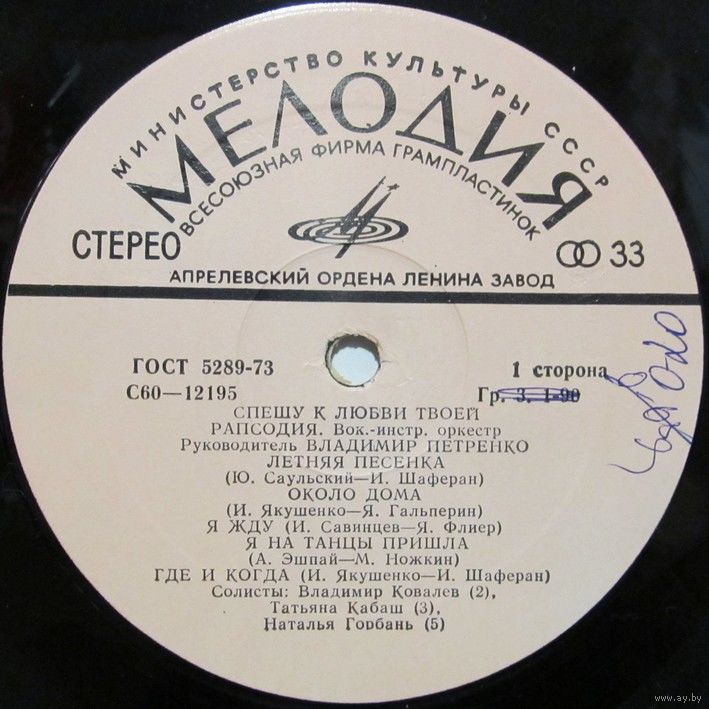 МИНИСТЕРСТВО КУЛЬТУРЫ СССР
МЕЛОДИЯ
ВСЕСОЮЗНАЯ ФИРМА ГРАМПЛАСТИНОК
СТЕРЕО
33
АПРЕЛЕВСКИЙ ОРДЕНА ЛЕНИНА ЗАВОД
ГОСТ 5289-73
1 сторона
С60—12195
Гр. 3. 1-90
СПЕШУ К ЛЮБВИ ТВОЕЙ
РАПСОДИЯ. Вок.-инстр. оркестр
Руководитель ВЛАДИМИР ПЕТРЕНКО
ЛЕТНЯЯ ПЕСЕНКА
(Ю. Саульский—И. Шаферан)
ОКОЛО ДОМА
(И. Якушенко—Я. Гальперин)
Я ЖДУ (И. Савинцев—Я. Флиер)
Я НА ТАНЦЫ ПРИШЛА
(А. Эшпай—М. Ножкин)
ГДЕ И КОГДА (И. Якушенко—И. Шаферан)
Солисты: Владимир Ковалев (2),
Татьяна Кабаш (3),
Наталья Горбань (5)
www.ay.by